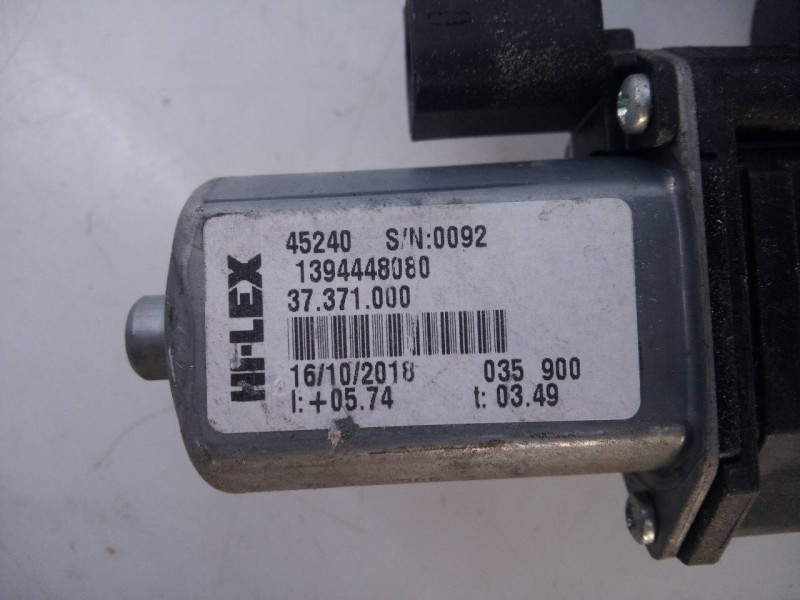 HI-LEX
45240 S/N:0092
1394448080
37.371.000
16/10/2018 035 900
I:+05.74 t: 03.49